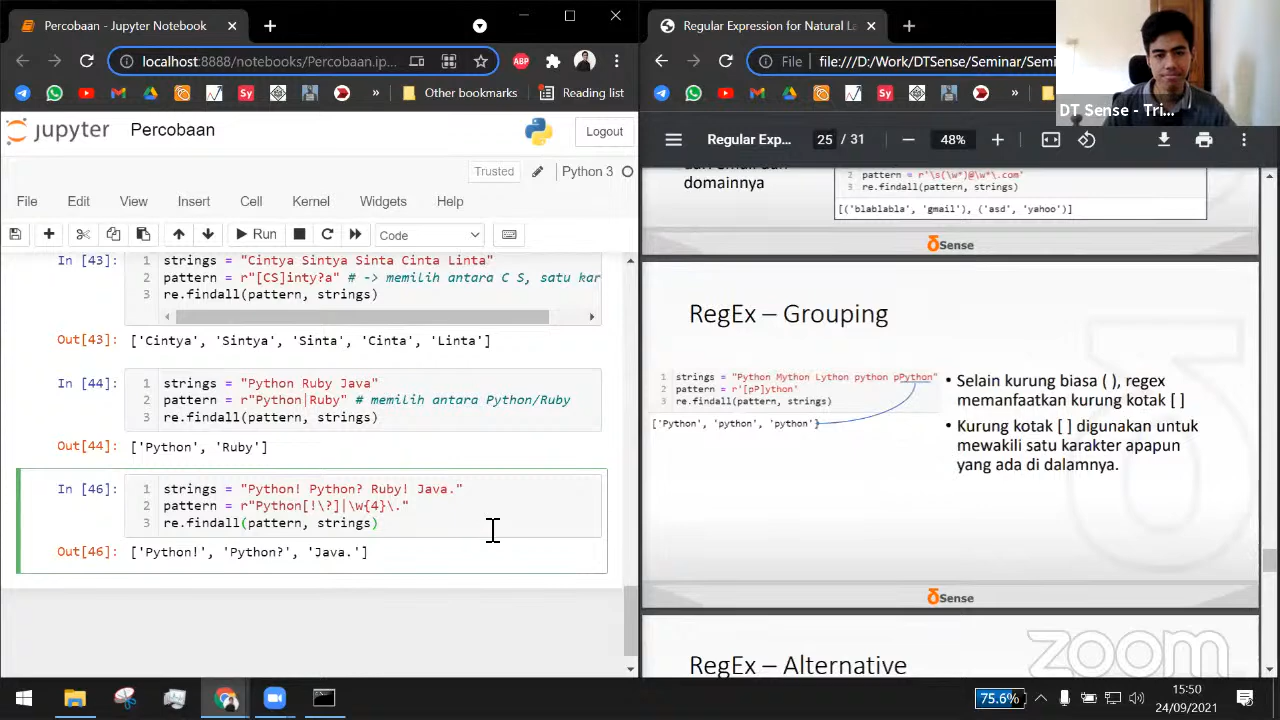 Percobaan - Jupyter Notebook
localhost:8888/notebooks/Percobaan.ip...
ABP
Other bookmarks
Reading list
jupyter
Percobaan
Logout
Trusted
Python 3
File Edit View Insert Cell Kernel Widgets Help
Run
Code
In [43]:
1 strings = "Cintya Sintya Sinta Cinta Linta"
2 pattern = r"[CS]inty?a" # -> memilih antara C S, satu kar
3 re.findall(pattern, strings)
Out[43]: ['Cintya', 'Sintya', 'Sinta', 'Cinta', 'Linta']
In [44]:
1 strings = "Python Ruby Java"
2 pattern = r"Python|Ruby" # memilih antara Python/Ruby
3 re.findall(pattern, strings)
Out[44]: ['Python', 'Ruby']
In [46]:
1 strings = "Python! Python? Ruby! Java."
2 pattern = r"Python[!\?]|\w{4}\."
3 re.findall(pattern, strings)
Out[46]: ['Python!', 'Python?', 'Java.']
Regular Expression for Natural La
File file:///D:/Work/DTSense/Seminar/Semi
DT Sense - Tri...
Regular Exp... 25 / 31 48%
domainnya
2 pattern = r'\s(\w*)@\w*\.com'
3 re.findall(pattern, strings)
[('blablabla', 'gmail'), ('asd', 'yahoo')]
Sense
RegEx – Grouping
1 strings = "Python Mython Lython python pPython"
2 pattern = r'[pP]ython'
3 re.findall(pattern, strings)
['Python', 'python', 'python']
• Selain kurung biasa ( ), regex
memanfaatkan kurung kotak [ ]
• Kurung kotak [ ] digunakan untuk
mewakili satu karakter apapun
yang ada di dalamnya.
Sense
RegEx – Alternative
zoom
75.6%
15:50
24/09/2021